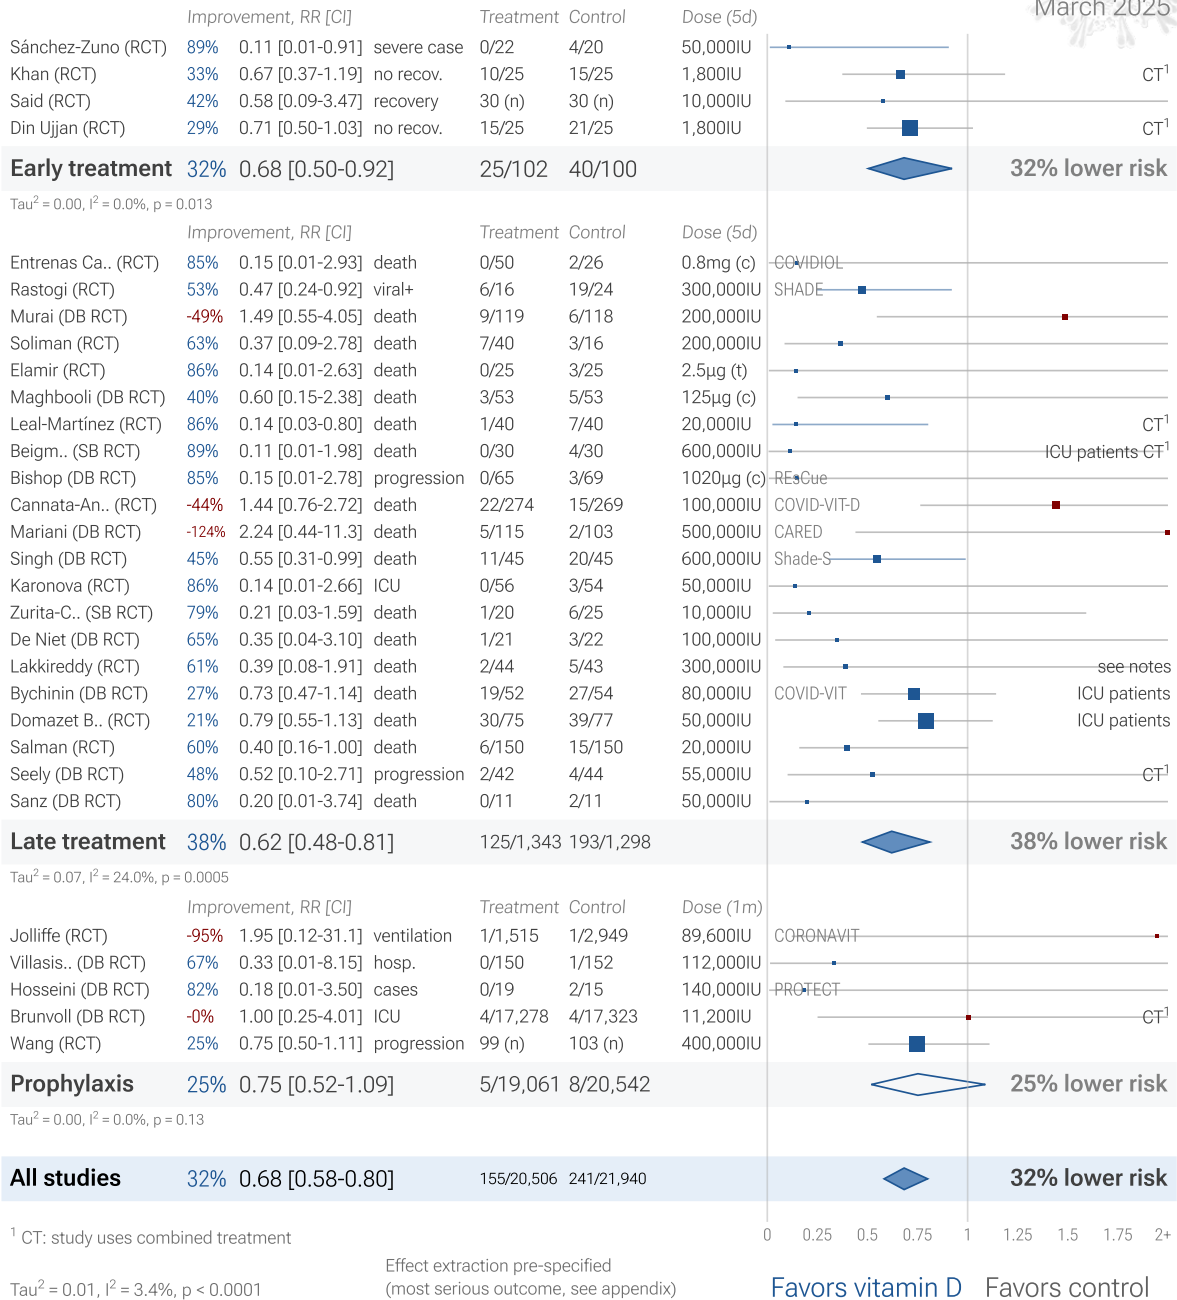 March 2025
Improvement, RR [CI] Treatment Control Dose (5d)
Sánchez-Zuno (RCT) 89% 0.11 [0.01-0.91] severe case 0/22 4/20 50,000IU
Khan (RCT) 33% 0.67 [0.37-1.19] no recov. 10/25 15/25 1,800IU CT1
Said (RCT) 42% 0.58 [0.09-3.47] recovery 30 (n) 30 (n) 10,000IU
Din Ujjan (RCT) 29% 0.71 [0.50-1.03] no recov. 15/25 21/25 1,800IU CT1
Early treatment 32% 0.68 [0.50-0.92] 25/102 40/100 32% lower risk
Tau2 = 0.00, I2 = 0.0%, p = 0.013
Improvement, RR [CI] Treatment Control Dose (5d)
Entrenas Ca.. (RCT) 85% 0.15 [0.01-2.93] death 0/50 2/26 0.8mg (c) COVIDIOL
Rastogi (RCT) 53% 0.47 [0.24-0.92] viral+ 6/16 19/24 300,000IU SHADE
Murai (DB RCT) -49% 1.49 [0.55-4.05] death 9/119 6/118 200,000IU
Soliman (RCT) 63% 0.37 [0.09-2.78] death 7/40 3/16 200,000IU
Elamir (RCT) 86% 0.14 [0.01-2.63] death 0/25 3/25 2.5µg (t)
Maghbooli (DB RCT) 40% 0.60 [0.15-2.38] death 3/53 5/53 125µg (c)
Leal-Martínez (RCT) 86% 0.14 [0.03-0.80] death 1/40 7/40 20,000IU CT1
Beigm.. (SB RCT) 89% 0.11 [0.01-1.98] death 0/30 4/30 600,000IU ICU patients CT1
Bishop (DB RCT) 85% 0.15 [0.01-2.78] progression 0/65 3/69 1020µg (c) REsCue
Cannata-An.. (RCT) -44% 1.44 [0.76-2.72] death 22/274 15/269 100,000IU COVID-VIT-D
Mariani (DB RCT) -124% 2.24 [0.44-11.3] death 5/115 2/103 500,000IU CARED
Singh (DB RCT) 45% 0.55 [0.31-0.99] death 11/45 20/45 600,000IU Shade-S
Karonova (RCT) 86% 0.14 [0.01-2.66] ICU 0/56 3/54 50,000IU
Zurita-C.. (SB RCT) 79% 0.21 [0.03-1.59] death 1/20 6/25 10,000IU
De Niet (DB RCT) 65% 0.35 [0.04-3.10] death 1/21 3/22 100,000IU
Lakkireddy (RCT) 61% 0.39 [0.08-1.91] death 2/44 5/43 300,000IU see notes
Bychinin (DB RCT) 27% 0.73 [0.47-1.14] death 19/52 27/54 80,000IU COVID-VIT ICU patients
Domazet B.. (RCT) 21% 0.79 [0.55-1.13] death 30/75 39/77 50,000IU ICU patients
Salman (RCT) 60% 0.40 [0.16-1.00] death 6/150 15/150 20,000IU
Seely (DB RCT) 48% 0.52 [0.10-2.71] progression 2/42 4/44 55,000IU CT1
Sanz (DB RCT) 80% 0.20 [0.01-3.74] death 0/11 2/11 50,000IU
Late treatment 38% 0.62 [0.48-0.81] 125/1,343 193/1,298 38% lower risk
Tau2 = 0.07, I2 = 24.0%, p = 0.0005
Improvement, RR [CI] Treatment Control Dose (1m)
Jolliffe (RCT) -95% 1.95 [0.12-31.1] ventilation 1/1,515 1/2,949 89,600IU CORONAVIT
Villasis.. (DB RCT) 67% 0.33 [0.01-8.15] hosp. 0/150 1/152 112,000IU
Hosseini (DB RCT) 82% 0.18 [0.01-3.50] cases 0/19 2/15 140,000IU PROTECT
Brunvoll (DB RCT) -0% 1.00 [0.25-4.01] ICU 4/17,278 4/17,323 11,200IU CT1
Wang (RCT) 25% 0.75 [0.50-1.11] progression 99 (n) 103 (n) 400,000IU
Prophylaxis 25% 0.75 [0.52-1.09] 5/19,061 8/20,542 25% lower risk
Tau2 = 0.00, I2 = 0.0%, p = 0.13
All studies 32% 0.68 [0.58-0.80] 155/20,506 241/21,940 32% lower risk
0 0.25 0.5 0.75 1 1.25 1.5 1.75 2+
1 CT: study uses combined treatment
Effect extraction pre-specified
Tau2 = 0.01, I2 = 3.4%, p < 0.0001 (most serious outcome, see appendix) Favors vitamin D Favors control